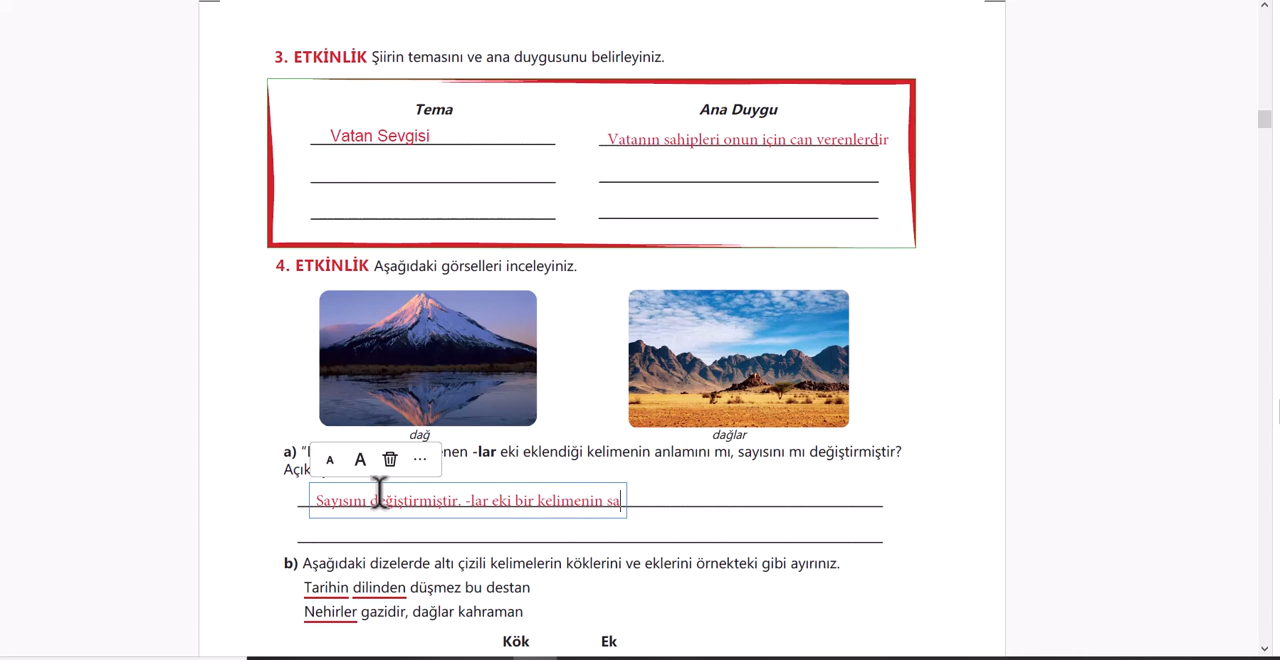 3. ETKİNLİK Şiirin temasını ve ana duygusunu belirleyiniz.
Tema
Ana Duygu
Vatan Sevgisi
Vatanın sahipleri onun için can verenlerdir
4. ETKİNLİK Aşağıdaki görselleri inceleyiniz.
dağ
dağlar
a) "
-lar eki eklendiği kelimenin anlamını mı, sayısını mı değiştirmiştir?
A A ...
Sayısını değiştirmiştir. -lar eki bir kelimenin sa
b) Aşağıdaki dizelerde altı çizili kelimelerin köklerini ve eklerini örnekteki gibi ayırınız.
Tarihin dilinden düşmez bu destan
Nehirler gazidir, dağlar kahraman
Kök Ek